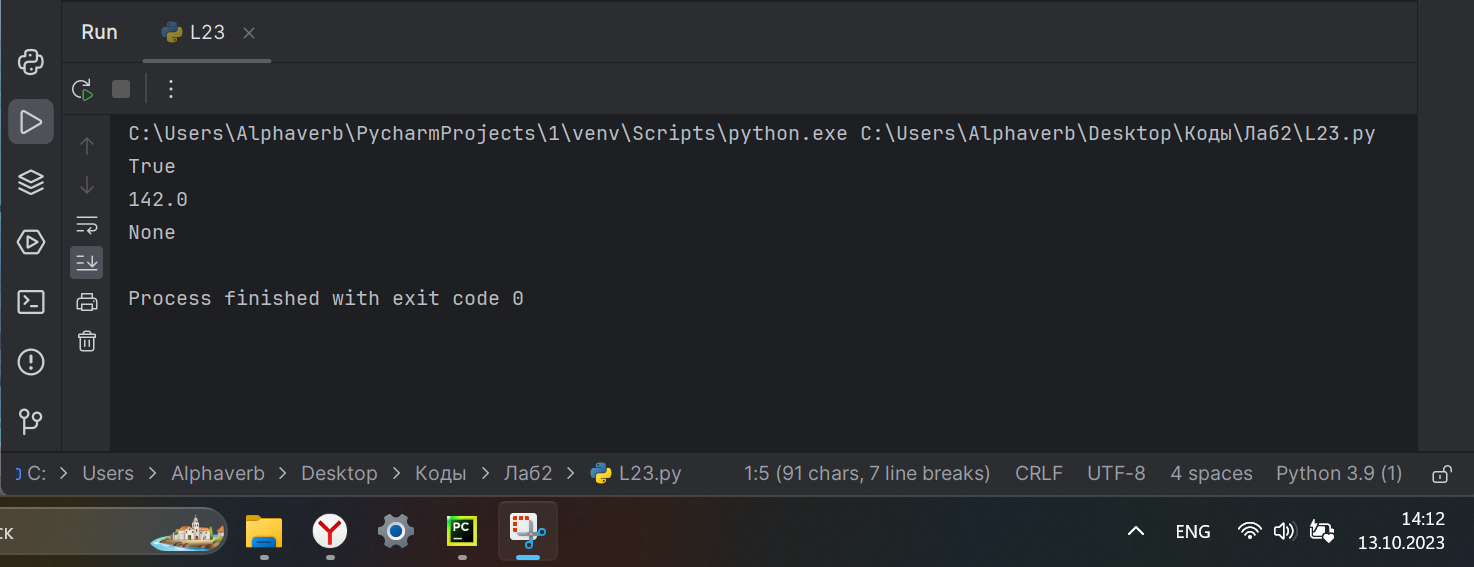 Run L23
C:\Users\Alphaverb\PycharmProjects\1\venv\Scripts\python.exe C:\Users\Alphaverb\Desktop\Коды\Лаб2\L23.py
True
142.0
None
Process finished with exit code 0
C: > Users > Alphaverb > Desktop > Коды > Лаб2 > L23.py 1:5 (91 chars, 7 line breaks) CRLF UTF-8 4 spaces Python 3.9 (1)
ск PC ENG 14:12
13.10.2023